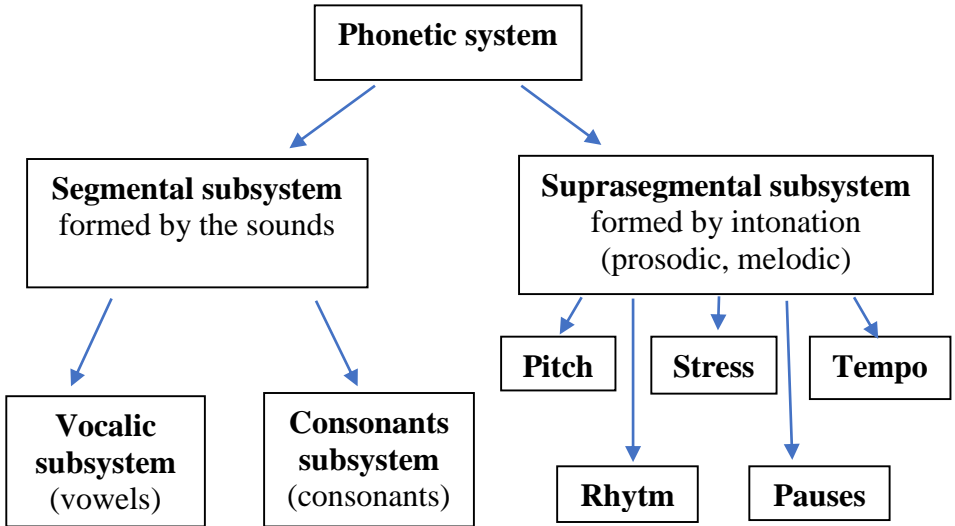 Phonetic system
Segmental subsystem
formed by the sounds
Suprasegmental subsystem
formed by intonation
(prosodic, melodic)
Pitch
Stress
Tempo
Vocalic
subsystem
(vowels)
Consonants
subsystem
(consonants)
Rhytm
Pauses